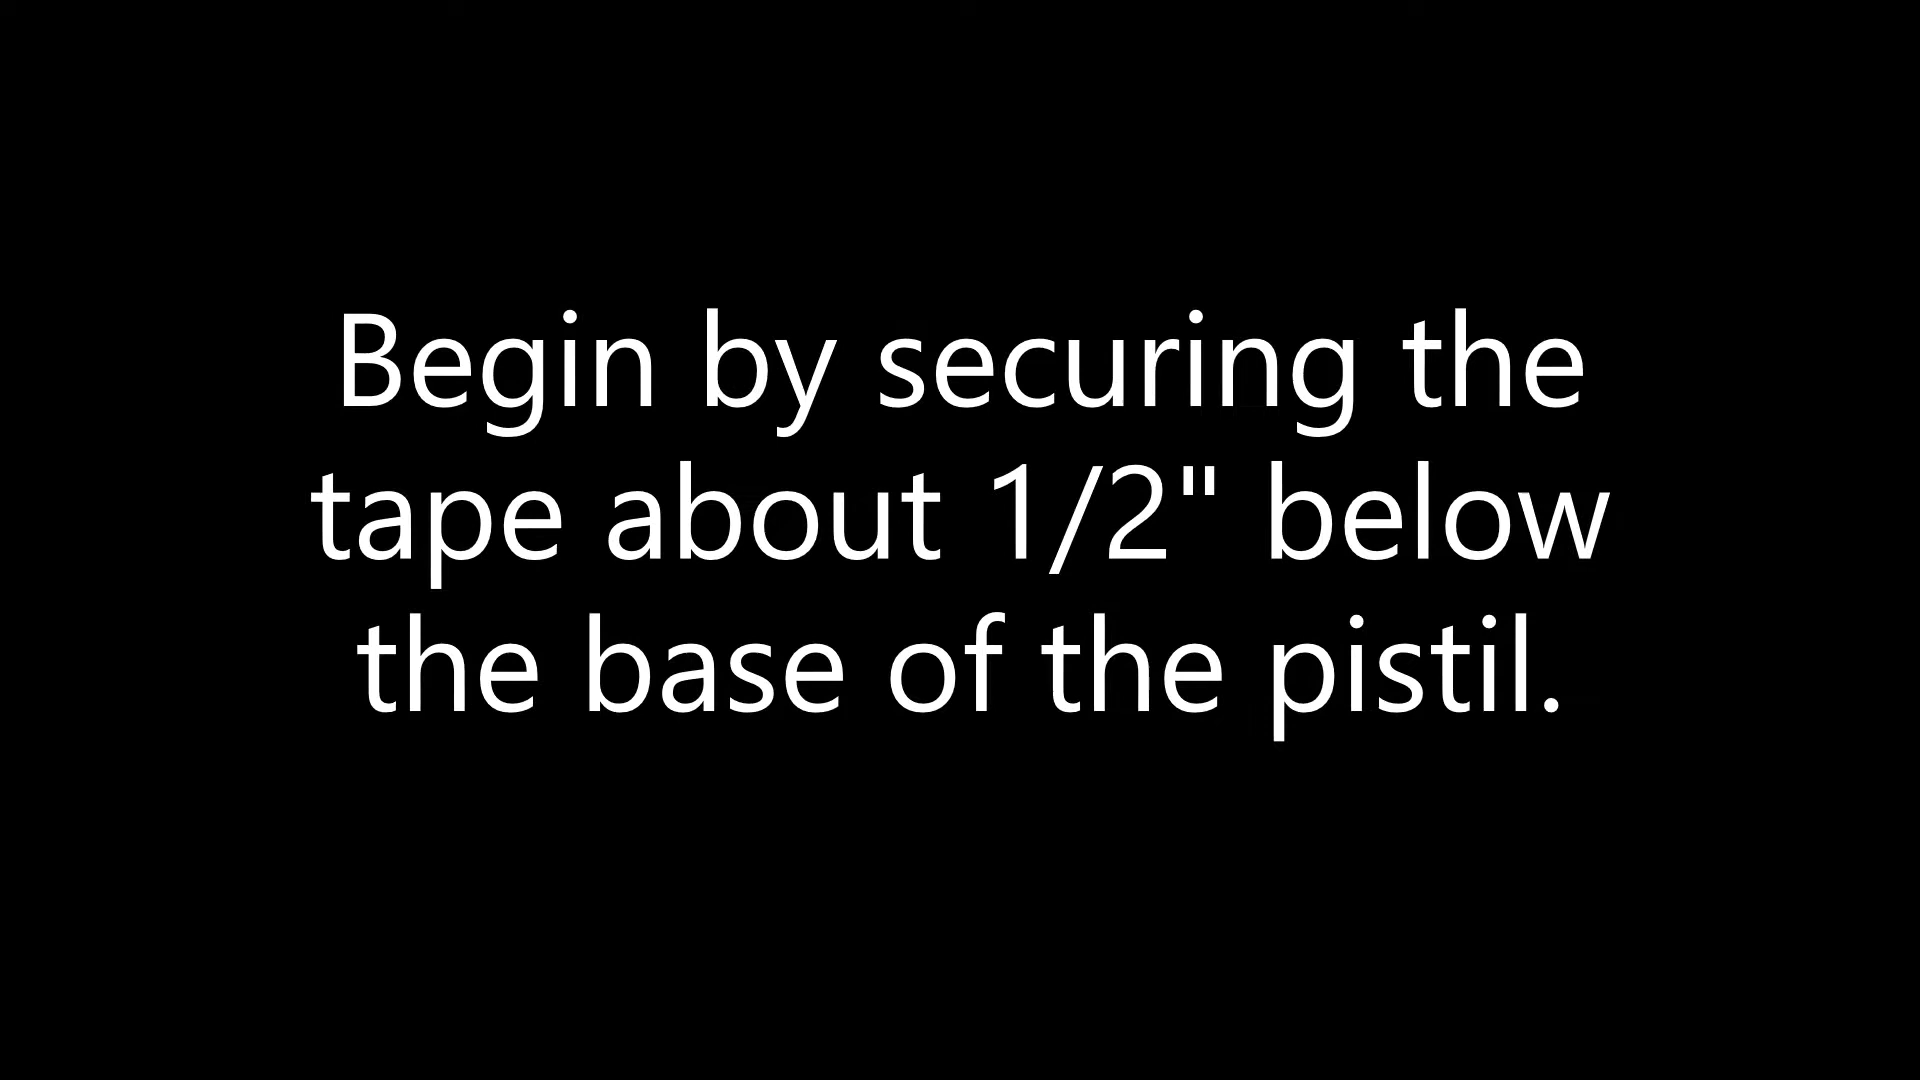 Begin by securing the
tape about 1/2" below
the base of the pistil.